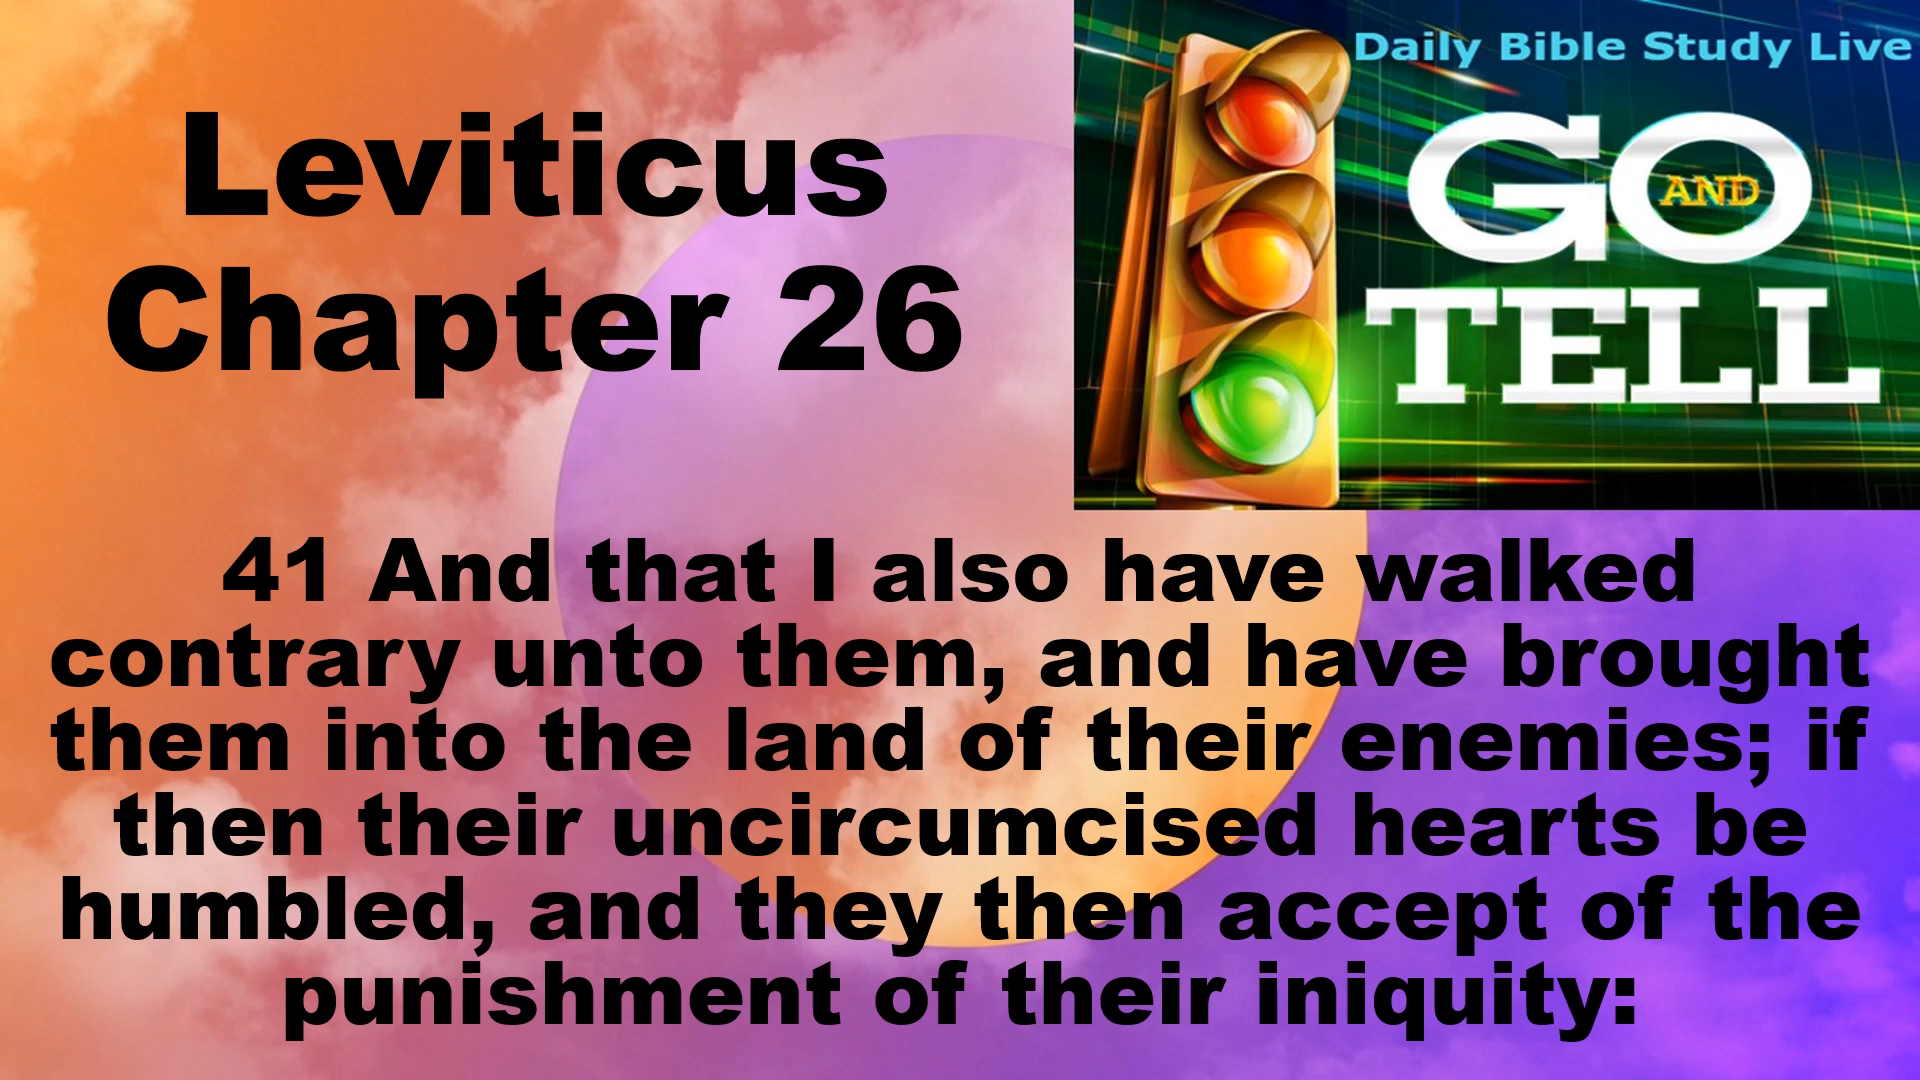 Leviticus
Chapter 26
Daily Bible Study Live
GO AND
TELL
41 And that I also have walked
contrary unto them, and have brought
them into the land of their enemies; if
then their uncircumcised hearts be
humbled, and they then accept of the
punishment of their iniquity: